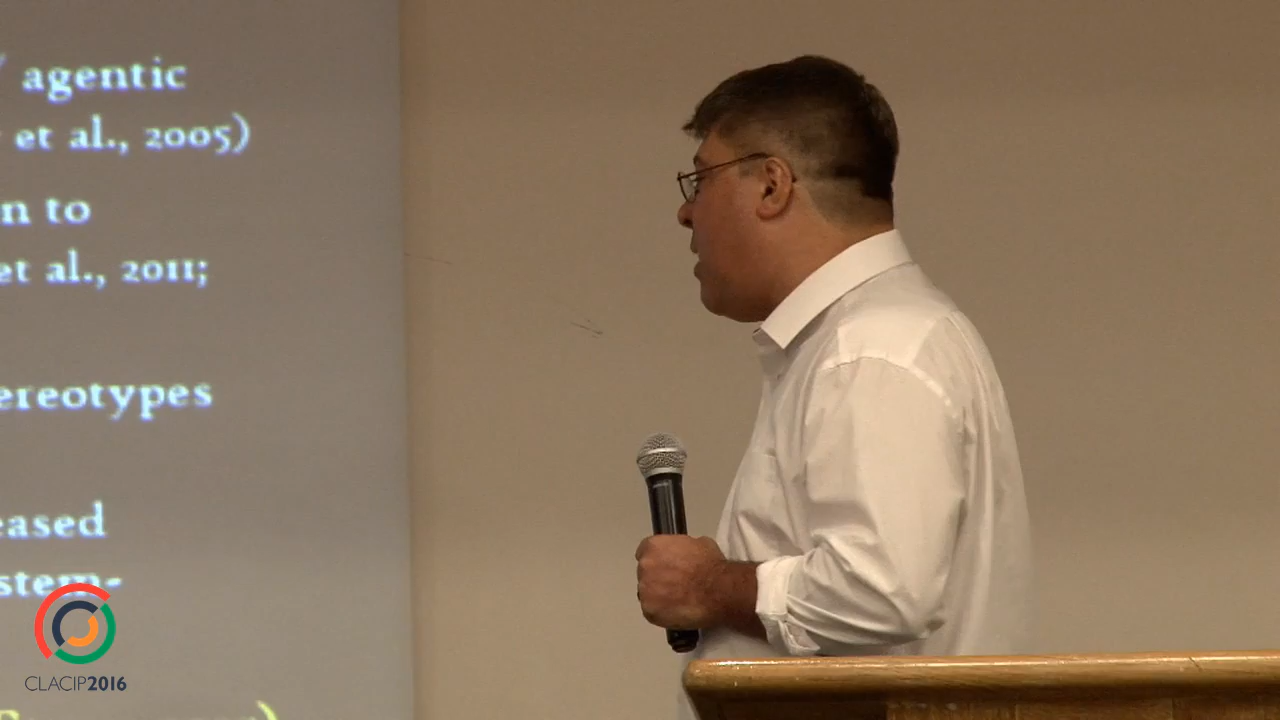 agentic
et al., 2005)
n to
et al., 2011;
ereotypes
eased
stem-
CLACIP2016